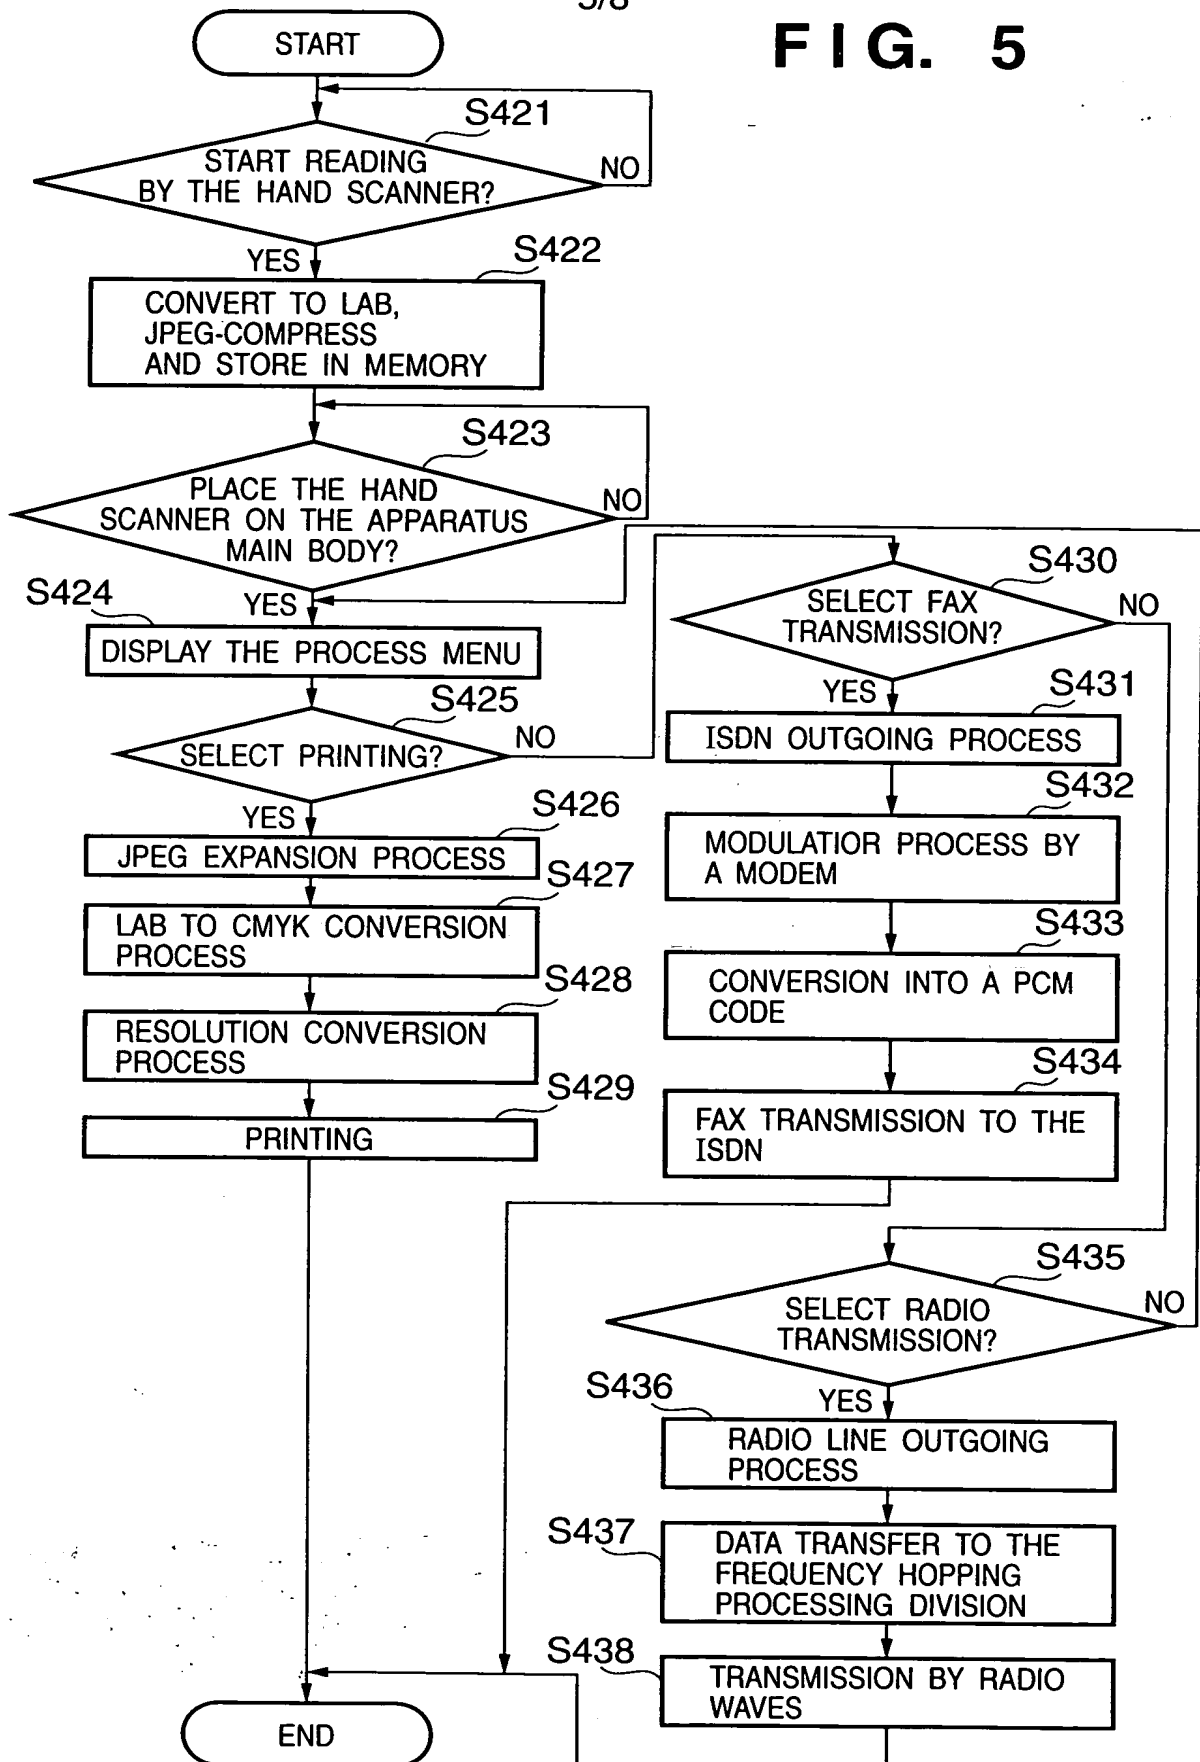 5/8
FIG. 5
START
S421
START READING
BY THE HAND SCANNER?
NO
YES
S422
CONVERT TO LAB,
JPEG-COMPRESS
AND STORE IN MEMORY
S423
PLACE THE HAND
SCANNER ON THE APPARATUS
MAIN BODY?
NO
YES
S424
DISPLAY THE PROCESS MENU
S425
SELECT PRINTING?
NO
YES
S426
JPEG EXPANSION PROCESS
S427
LAB TO CMYK CONVERSION
PROCESS
S428
RESOLUTION CONVERSION
PROCESS
S429
PRINTING
S430
SELECT FAX
TRANSMISSION?
NO
YES
S431
ISDN OUTGOING PROCESS
S432
MODULATIOR PROCESS BY
A MODEM
S433
CONVERSION INTO A PCM
CODE
S434
FAX TRANSMISSION TO THE
ISDN
S435
SELECT RADIO
TRANSMISSION?
NO
YES
S436
RADIO LINE OUTGOING
PROCESS
S437
DATA TRANSFER TO THE
FREQUENCY HOPPING
PROCESSING DIVISION
S438
TRANSMISSION BY RADIO
WAVES
END